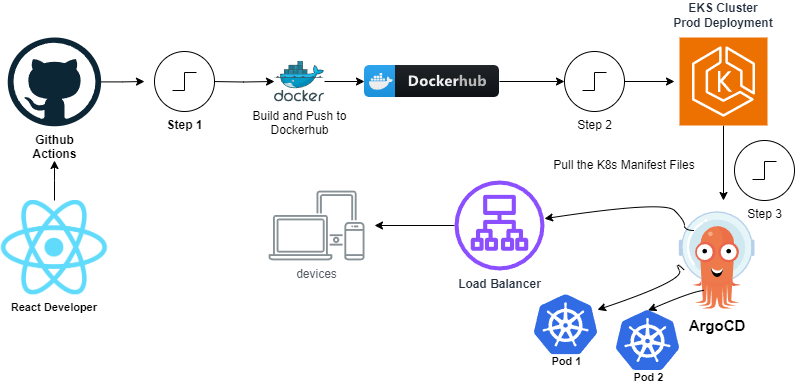 EKS Cluster
Prod Deployment
Github
Actions
Step 1
docker
Build and Push to
Dockerhub
Dockerhub
Step 2
K
Pull the K8s Manifest Files
Step 3
React Developer
devices
Load Balancer
ArgoCD
Pod 1
Pod 2